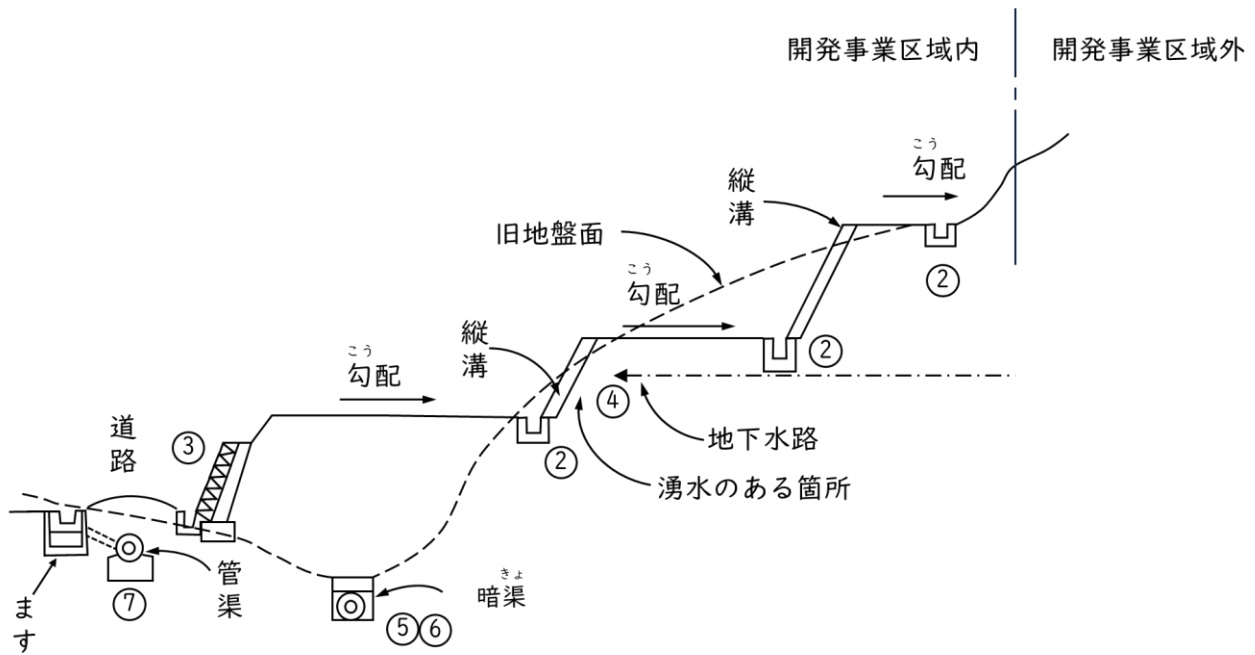 開発事業区域内
開発事業区域外
こう
勾配
縦溝
旧地盤面
②
こう
勾配
縦溝
②
こう
勾配
④
地下水路
道路
③
②
湧水のある箇所
管渠
きょ
暗渠
⑦
⑤⑥
ます